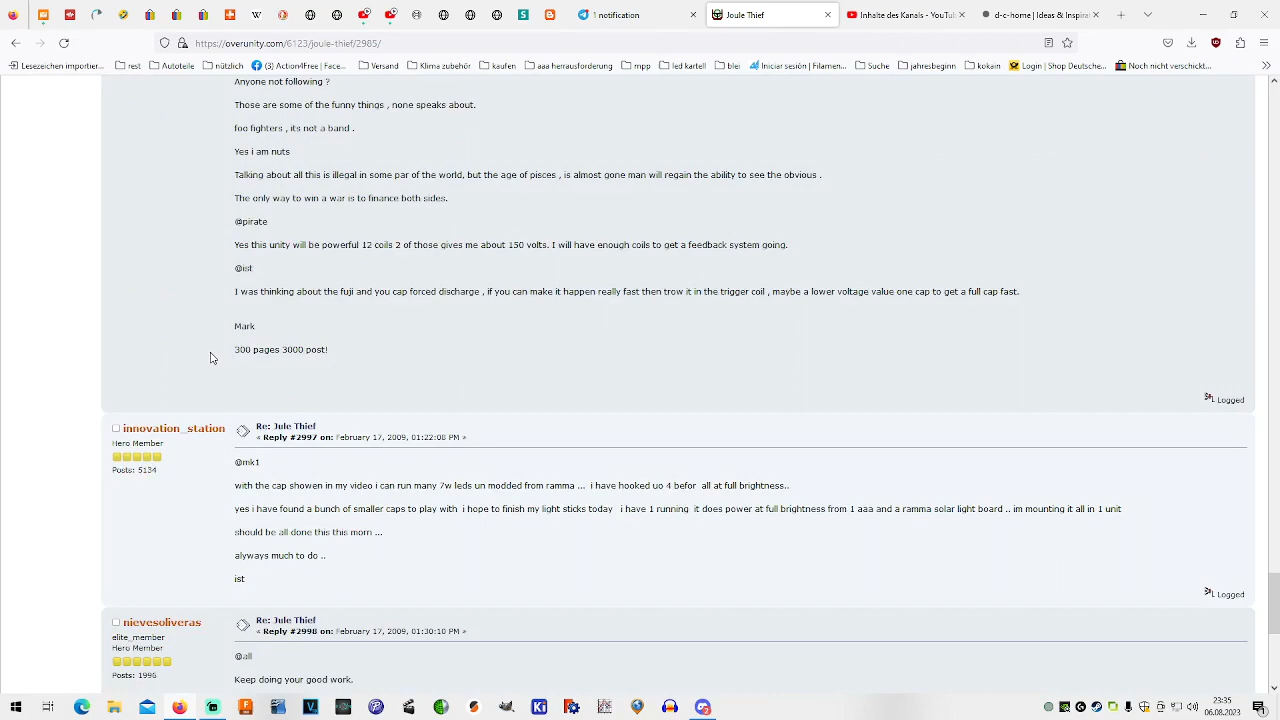 1 notification
Joule Thief
Inhalte des Kanals - YouTube
d-c-home | Ideas & Inspirat
https://overunity.com/6123/joule-thief/2985/
Lesezeichen importier...
rest
Autoteile
nützlich
(3) Action4Free | Face...
Versand
Klima zubehör
kaufen
aaa herrausforderung
mpp
led kartell
blei
Iniciar sesión | Filamen...
Suche
jahresbeginn
kokain
Login | Shop Deutsche...
Noch nicht verschickt...
Anyone not following ?
Those are some of the funny things , none speaks about.
foo fighters , its not a band .
Yes i am nuts
Talking about all this is illegal in some par of the world, but the age of pisces , is almost gone man will regain the ability to see the obvious .
The only way to win a war is to finance both sides.
@pirate
Yes this unity will be powerful 12 coils 2 of those gives me about 150 volts. I will have enough coils to get a feedback system going.
@ist
I was thinking about the fuji and you cap forced discharge , if you can make it happen really fast then trow it in the trigger coil , maybe a lower voltage value one cap to get a full cap fast.
Mark
300 pages 3000 post!
Logged
innovation_station
Hero Member
Posts: 5134
Re: Jule Thief
« Reply #2997 on: February 17, 2009, 01:22:08 PM »
@mk1
with the cap showen in my video i can run many 7w leds un modded from ramma ... i have hooked uo 4 befor all at full brightness..
yes i have found a bunch of smaller caps to play with i hope to finish my light sticks today i have 1 running it does power at full brightness from 1 aaa and a ramma solar light board .. im mounting it all in 1 unit
should be all done this this morn ...
alyways much to do ..
ist
Logged
nievesoliveras
elite_member
Hero Member
Posts: 1996
Re: Jule Thief
« Reply #2998 on: February 17, 2009, 01:30:10 PM »
@all
Keep doing your good work.
23:35
06.09.2023